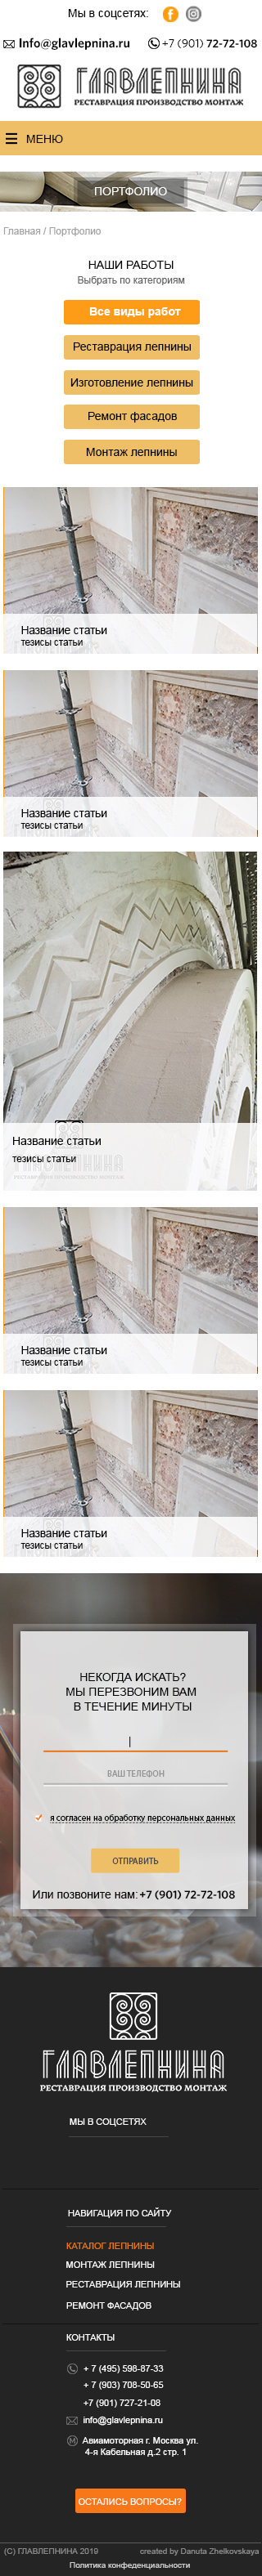 Мы в соцсетях:
Info@glavlepnina.ru
+7 (901) 72-72-108
ГЛАВЛЕПНИНА
РЕСТАВРАЦИЯ ПРОИЗВОДСТВО МОНТАЖ
МЕНЮ
ПОРТФОЛИО
Главная / Портфолио
НАШИ РАБОТЫ
Выбрать по категориям
Все виды работ
Реставрация лепнины
Изготовление лепнины
Ремонт фасадов
Монтаж лепнины
Название статьи
тезисы статьи
Название статьи
тезисы статьи
Название статьи
тезисы статьи
Название статьи
тезисы статьи
Название статьи
тезисы статьи
НЕКОГДА ИСКАТЬ?
МЫ ПЕРЕЗВОНИМ ВАМ
В ТЕЧЕНИЕ МИНУТЫ
ВАШ ТЕЛЕФОН
я согласен на обработку персональных данных
ОТПРАВИТЬ
Или позвоните нам: +7 (901) 72-72-108
ГЛАВЛЕПНИНА
РЕСТАВРАЦИЯ ПРОИЗВОДСТВО МОНТАЖ
МЫ В СОЦСЕТЯХ
НАВИГАЦИЯ ПО САЙТУ
КАТАЛОГ ЛЕПНИНЫ
МОНТАЖ ЛЕПНИНЫ
РЕСТАВРАЦИЯ ЛЕПНИНЫ
РЕМОНТ ФАСАДОВ
КОНТАКТЫ
+ 7 (495) 598-87-33
+ 7 (903) 708-50-65
+7 (901) 727-21-08
info@glavlepnina.ru
Авиамоторная г. Москва ул.
4-я Кабельная д.2 стр. 1
ОСТАЛИСЬ ВОПРОСЫ?
(C) ГЛАВЛЕПНИНА 2019
created by Danuta Zhelkovskaya
Политика конфеденциальности